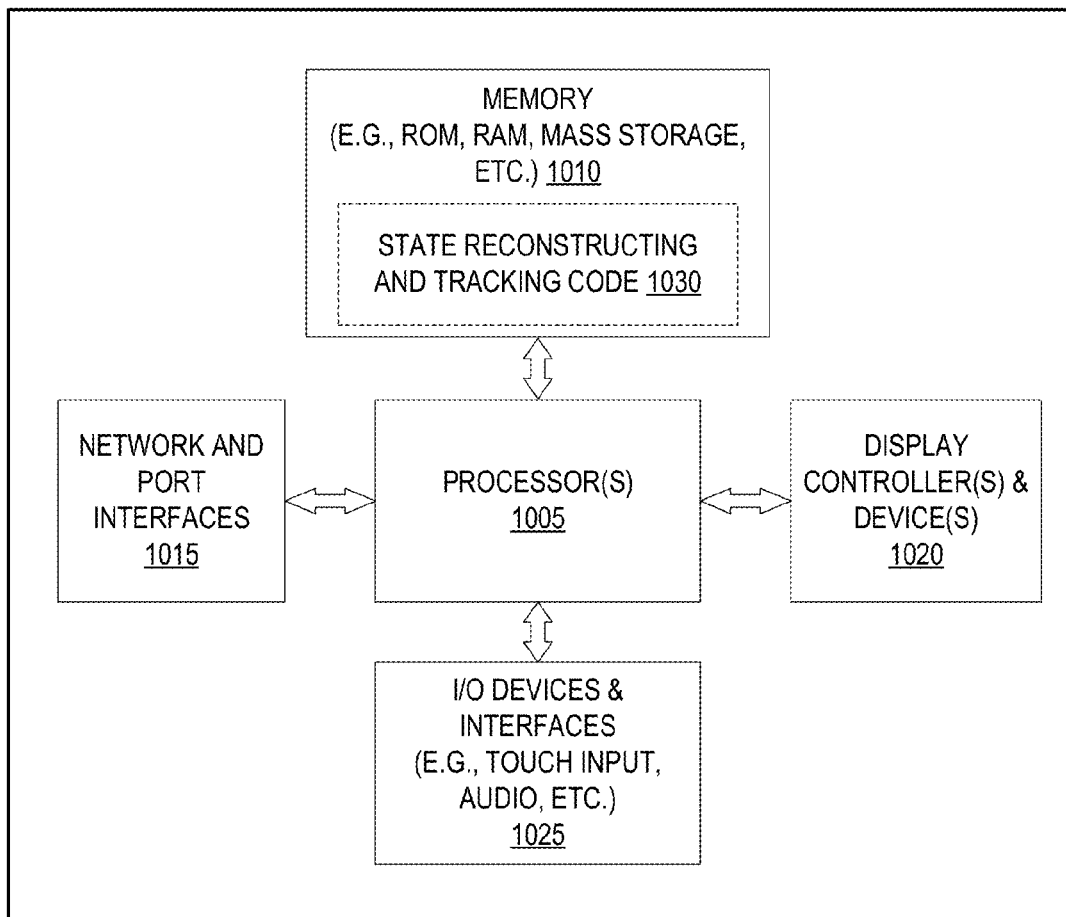 MEMORY
(E.G., ROM, RAM, MASS STORAGE,
ETC.) 1010
STATE RECONSTRUCTING
AND TRACKING CODE 1030
NETWORK AND
PORT
INTERFACES
1015
PROCESSOR(S)
1005
DISPLAY
CONTROLLER(S) &
DEVICE(S)
1020
I/O DEVICES &
INTERFACES
(E.G., TOUCH INPUT,
AUDIO, ETC.)
1025